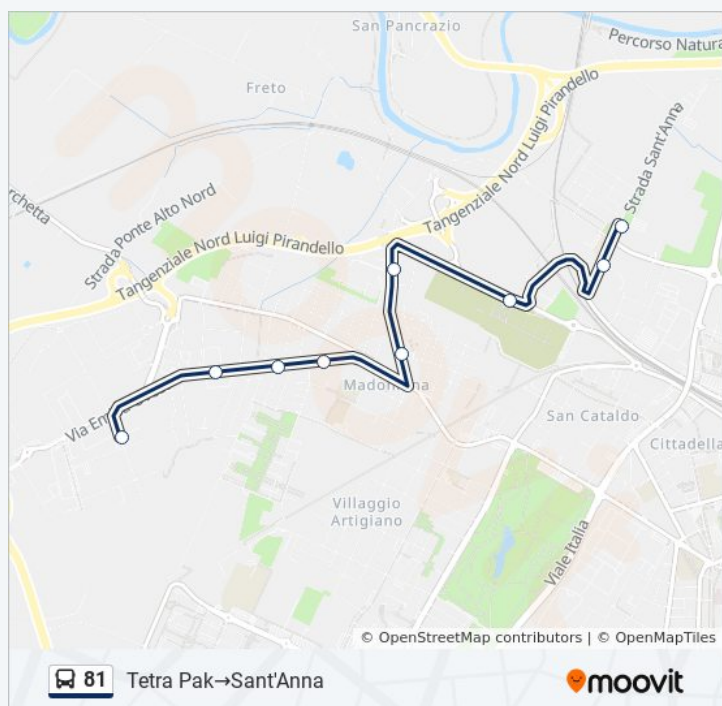 San Pancrazio
Percorso Natura
Freto
Tangenziale Nord Luigi Pirandello
Strada Sant'Anna
Strada Ponte Alto Nord
Tangenziale Nord Luigi Pirandello
Via
Madonnina
San Cataldo
Cittadella
Villaggio
Artigiano
Viale Italia
© OpenStreetMap contributors | © OpenMapTiles
81 Tetra Pak→Sant'Anna
moovit